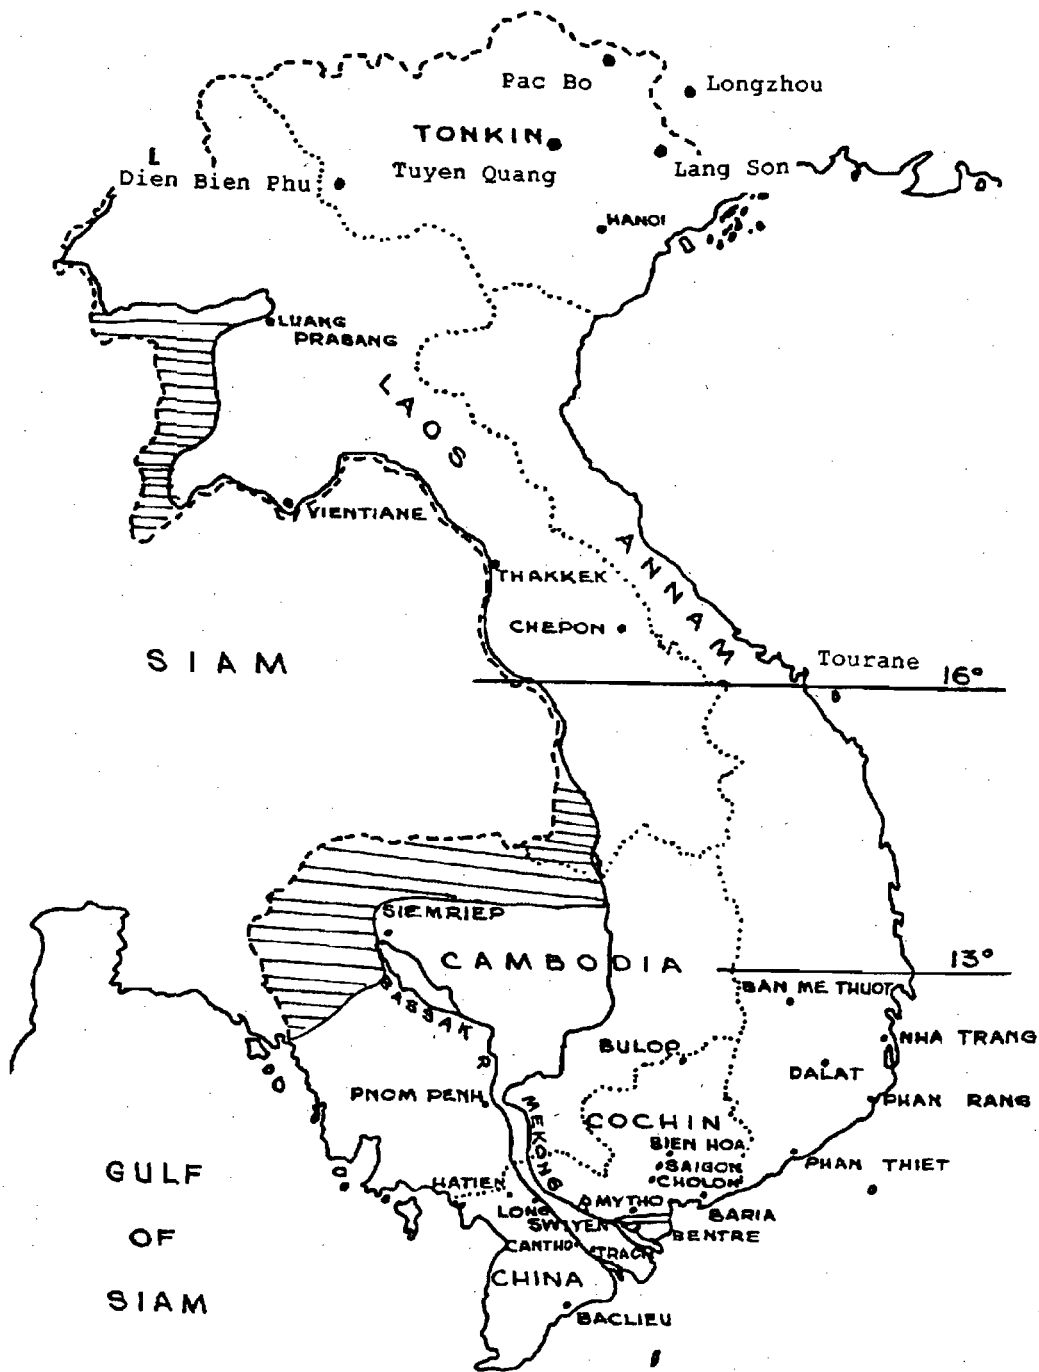 Pac Bo
Longzhou
TONKIN
L
Dien Bien Phu
Tuyen Quang
Lang Son
HANOI
LUANG
PRABANG
LAOS
VIENTIANE
ANNAM
THAKKEK
CHEPON
SIAM
Tourane
16°
SIEMRIEP
CAMBODIA
13°
BASSAK R
BAN ME THUOT
BULOP
NHA TRANG
DALAT
PNOM PENH
MEKONG
PHAN RANG
COCHIN
BIEN HOA
SAIGON
CHOLON
PHAN THIET
GULF
OF
SIAM
HATIEN
LONG
SWIYEN
MYTHO
BARIA
BENTRE
CANTHO
TRACH
CHINA
BACLIEU